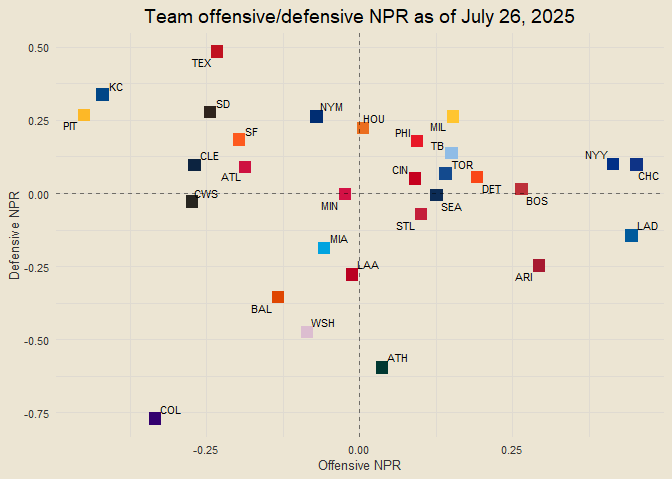 Team offensive/defensive NPR as of July 26, 2025
0.50
TEX
KC
SD
NYM
PIT
0.25
HOU
MIL
SF
PHI
TB
CLE
NYY
ATL
TOR
CIN
CHC
DET
CWS
0.00
MIN
SEA
BOS
STL
LAD
MIA
Defensive NPR
-0.25
LAA
ARI
BAL
WSH
-0.50
ATH
COL
-0.75
-0.25
0.00
0.25
Offensive NPR